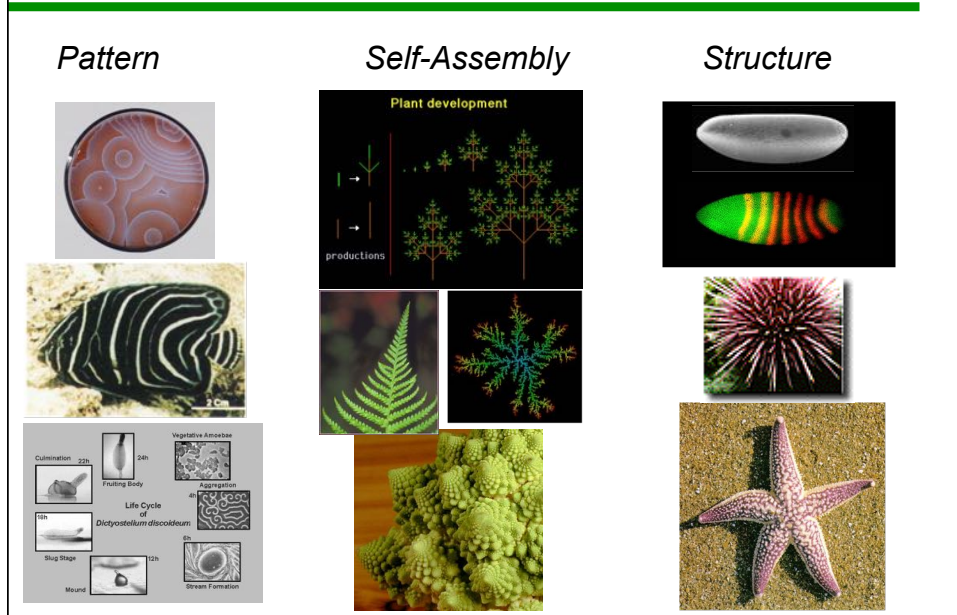 Pattern
Self-Assembly
Structure
Plant development
productions
2 Cm
Vegetative Amoebae
Aggregation
4h
6h
Stream Formation
12h
Mound
16h
Slug Stage
Culmination
22h
24h
Fruiting Body
Life Cycle
of
Dictyostelium discoideum